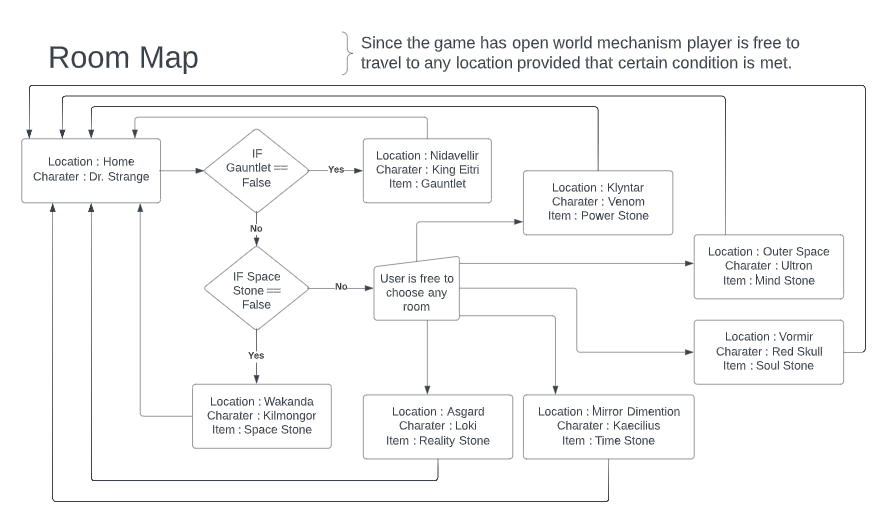 Room Map
Since the game has open world mechanism player is free to
travel to any location provided that certain condition is met.
Location : Home
Charater : Dr. Strange
IF
Gauntlet ==
False
Yes
Location : Nidavellir
Charater : King Eitri
Item : Gauntlet
Location : Klyntar
Charater : Venom
Item : Power Stone
No
Location : Outer Space
Charater : Ultron
Item : Mind Stone
IF Space
Stone ==
False
No
User is free to
choose any
room
Location : Vormir
Charater : Red Skull
Item : Soul Stone
Yes
Location : Wakanda
Charater : Kilmongor
Item : Space Stone
Location : Asgard
Charater : Loki
Item : Reality Stone
Location : Mirror Dimention
Charater : Kaecilius
Item : Time Stone